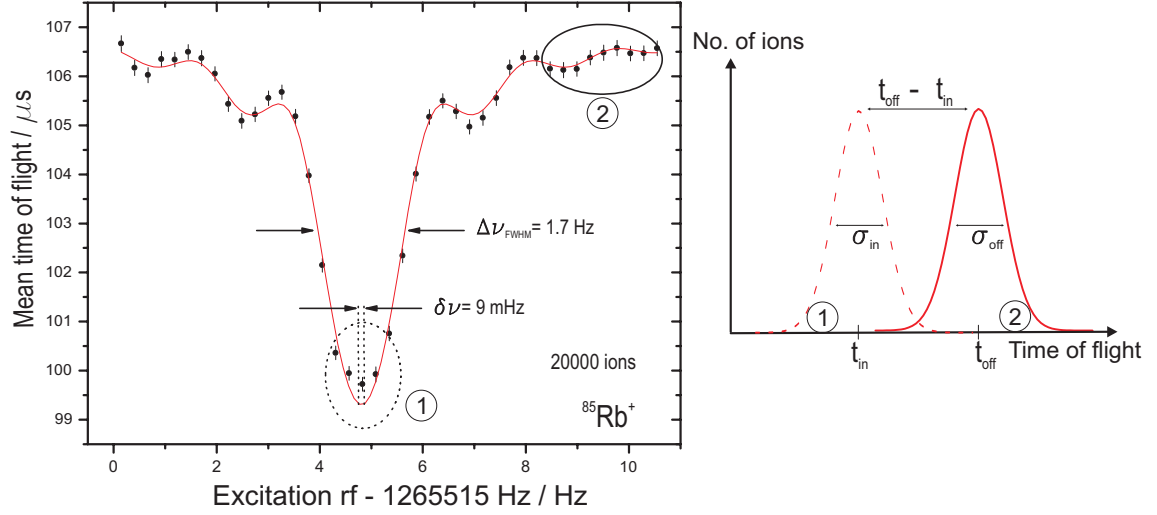 107
106
105
104
103
102
101
100
99
Mean time of flight / μs
0 2 4 6 8 10
Excitation rf - 1265515 Hz / Hz
Δν FWHM = 1.7 Hz
δν = 9 mHz
20000 ions
⁸⁵Rb⁺
1
2
No. of ions
t_off - t_in
σ_in
σ_off
1
2
t_in
t_off
Time of flight